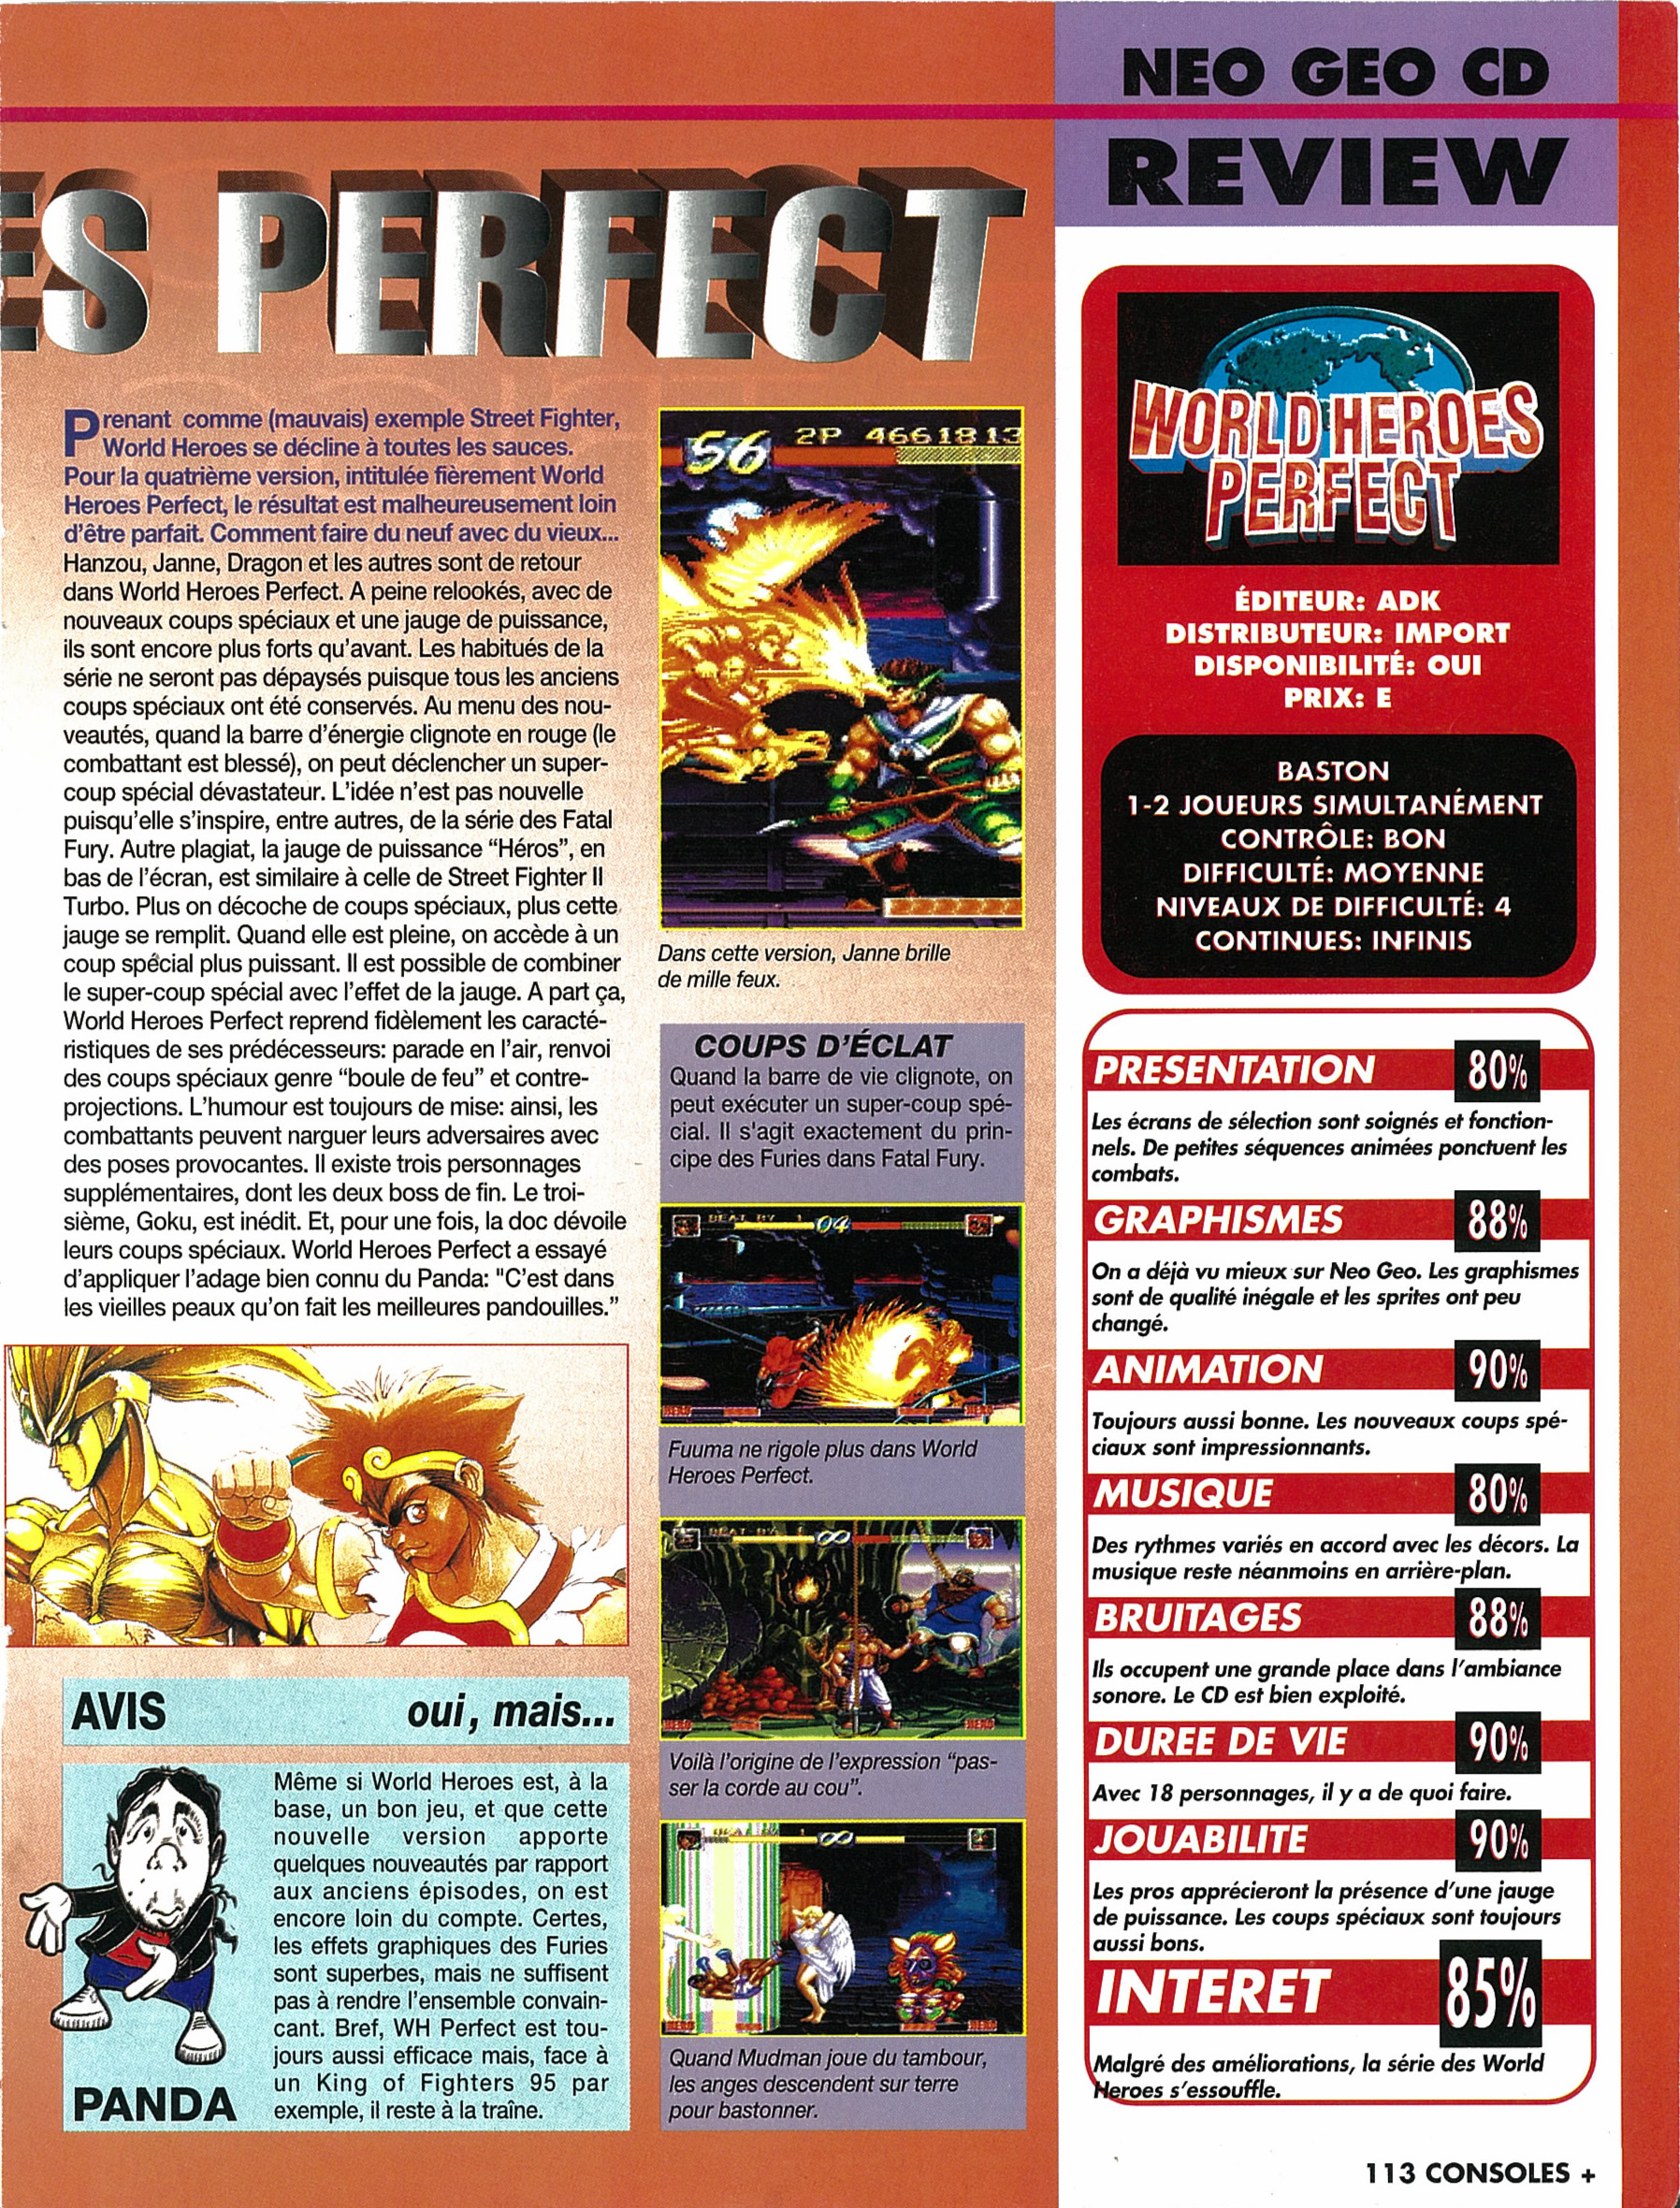 NEO GEO CD
REVIEW
ES PERFECT
Prenant comme (mauvais) exemple Street Fighter,
World Heroes se décline à toutes les sauces.
Pour la quatrième version, intitulée fièrement World
Heroes Perfect, le résultat est malheureusement loin
d'être parfait. Comment faire du neuf avec du vieux...
Hanzou, Janne, Dragon et les autres sont de retour
dans World Heroes Perfect. A peine relookés, avec de
nouveaux coups spéciaux et une jauge de puissance,
ils sont encore plus forts qu'avant. Les habitués de la
série ne seront pas dépaysés puisque tous les anciens
coups spéciaux ont été conservés. Au menu des nou-
veautés, quand la barre d'énergie clignote en rouge (le
combattant est blessé), on peut déclencher un super-
coup spécial dévastateur. L'idée n'est pas nouvelle
puisqu'elle s'inspire, entre autres, de la série des Fatal
Fury. Autre plagiat, la jauge de puissance “Héros”, en
bas de l'écran, est similaire à celle de Street Fighter II
Turbo. Plus on décoche de coups spéciaux, plus cette
jauge se remplit. Quand elle est pleine, on accède à un
coup spécial plus puissant. Il est possible de combiner
le super-coup spécial avec l'effet de la jauge. A part ça,
World Heroes Perfect reprend fidèlement les caracté-
ristiques de ses prédécesseurs: parade en l'air, renvoi
des coups spéciaux genre “boule de feu” et contre-
projections. L'humour est toujours de mise: ainsi, les
combattants peuvent narguer leurs adversaires avec
des poses provocantes. Il existe trois personnages
supplémentaires, dont les deux boss de fin. Le troi-
sième, Goku, est inédit. Et, pour une fois, la doc dévoile
leurs coups spéciaux. World Heroes Perfect a essayé
d'appliquer l'adage bien connu du Panda: "C'est dans
les vieilles peaux qu'on fait les meilleures pandouilles.”
AVIS oui, mais...
Même si World Heroes est, à la
base, un bon jeu, et que cette
nouvelle version apporte
quelques nouveautés par rapport
aux anciens épisodes, on est
encore loin du compte. Certes,
les effets graphiques des Furies
sont superbes, mais ne suffisent
pas à rendre l'ensemble convain-
cant. Bref, WH Perfect est tou-
jours aussi efficace mais, face à
un King of Fighters 95 par
exemple, il reste à la traîne.
PANDA
56 2P 4661813
Dans cette version, Janne brille
de mille feux.
COUPS D'ÉCLAT
Quand la barre de vie clignote, on
peut exécuter un super-coup spé-
cial. Il s'agit exactement du prin-
cipe des Furies dans Fatal Fury.
BEAT BY 1 04
HERO HERO
Fuuma ne rigole plus dans World
Heroes Perfect.
BEAT BY
HERO HERO
Voilà l'origine de l'expression “pas-
ser la corde au cou”.
HERO HERO
Quand Mudman joue du tambour,
les anges descendent sur terre
pour bastonner.
WORLD HEROES
PERFECT
ÉDITEUR: ADK
DISTRIBUTEUR: IMPORT
DISPONIBILITÉ: OUI
PRIX: E
BASTON
1-2 JOUEURS SIMULTANÉMENT
CONTRÔLE: BON
DIFFICULTÉ: MOYENNE
NIVEAUX DE DIFFICULTÉ: 4
CONTINUES: INFINIS
PRESENTATION 80%
Les écrans de sélection sont soignés et fonction-
nels. De petites séquences animées ponctuent les
combats.
GRAPHISMES 88%
On a déjà vu mieux sur Neo Geo. Les graphismes
sont de qualité inégale et les sprites ont peu
changé.
ANIMATION 90%
Toujours aussi bonne. Les nouveaux coups spé-
ciaux sont impressionnants.
MUSIQUE 80%
Des rythmes variés en accord avec les décors. La
musique reste néanmoins en arrière-plan.
BRUITAGES 88%
Ils occupent une grande place dans l'ambiance
sonore. Le CD est bien exploité.
DUREE DE VIE 90%
Avec 18 personnages, il y a de quoi faire.
JOUABILITE 90%
Les pros apprécieront la présence d'une jauge
de puissance. Les coups spéciaux sont toujours
aussi bons.
INTERET 85%
Malgré des améliorations, la série des World
Heroes s'essouffle.
113 CONSOLES +